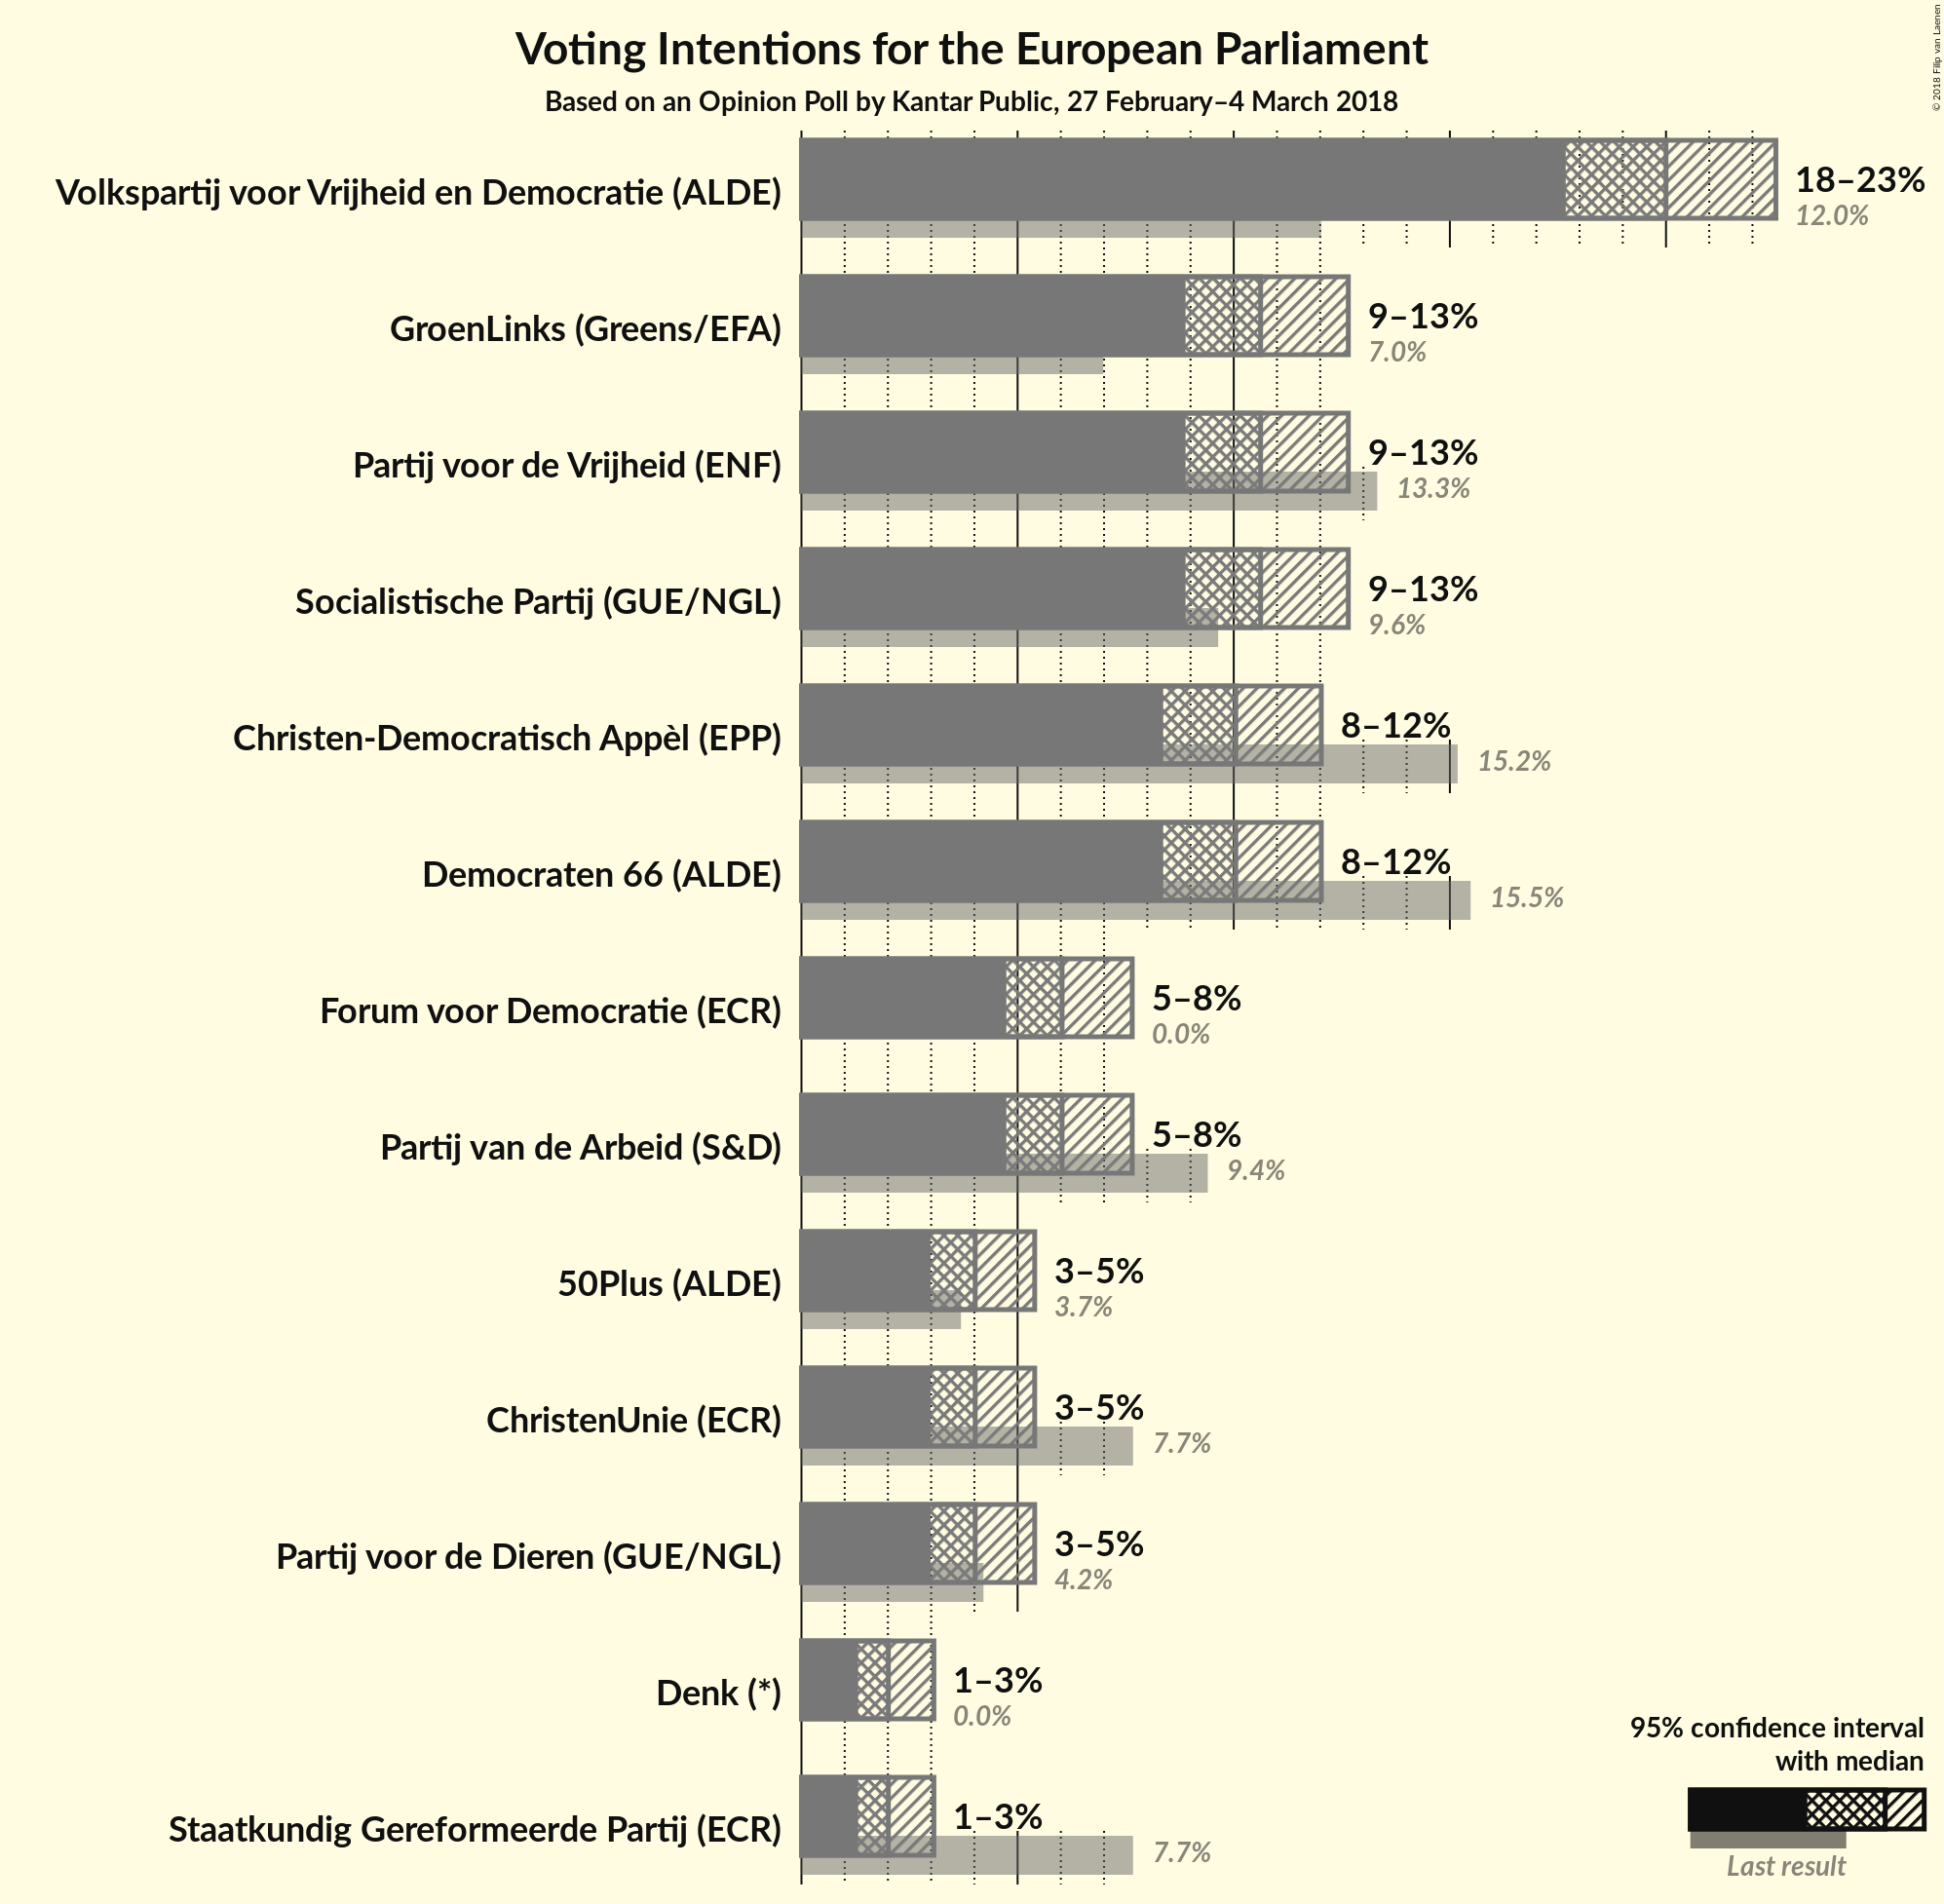 Voting Intentions for the European Parliament
Based on an Opinion Poll by Kantar Public, 27 February–4 March 2018
© 2018 Filip van Laenen
Volkspartij voor Vrijheid en Democratie (ALDE)
18–23%
12.0%
GroenLinks (Greens/EFA)
9–13%
7.0%
Partij voor de Vrijheid (ENF)
9–13%
13.3%
Socialistische Partij (GUE/NGL)
9–13%
9.6%
Christen-Democratisch Appèl (EPP)
8–12%
15.2%
Democraten 66 (ALDE)
8–12%
15.5%
Forum voor Democratie (ECR)
5–8%
0.0%
Partij van de Arbeid (S&D)
5–8%
9.4%
50Plus (ALDE)
3–5%
3.7%
ChristenUnie (ECR)
3–5%
7.7%
Partij voor de Dieren (GUE/NGL)
3–5%
4.2%
Denk (*)
1–3%
0.0%
Staatkundig Gereformeerde Partij (ECR)
1–3%
7.7%
95% confidence interval
with median
Last result